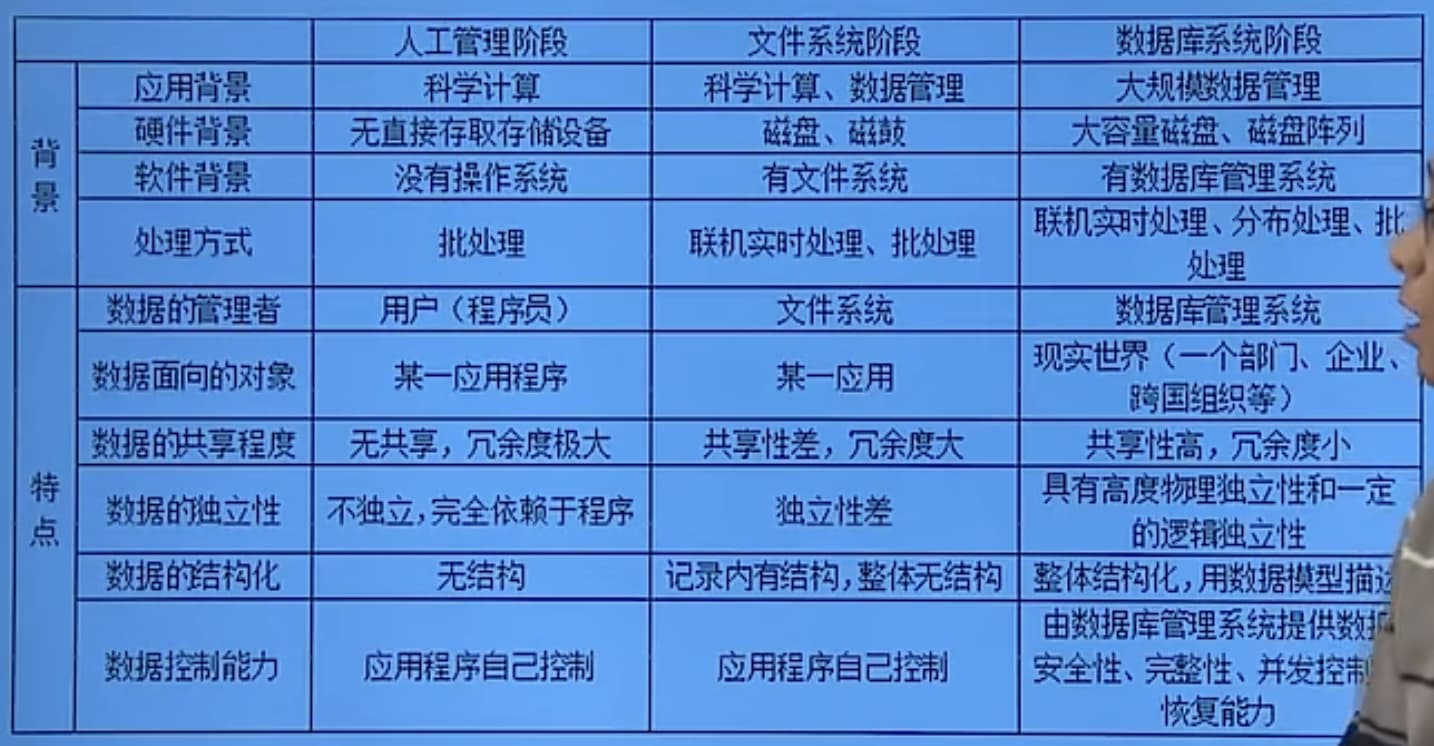 人工管理阶段 文件系统阶段 数据库系统阶段
背景
应用背景 科学计算 科学计算、数据管理 大规模数据管理
硬件背景 无直接存取存储设备 磁盘、磁鼓 大容量磁盘、磁盘阵列
软件背景 没有操作系统 有文件系统 有数据库管理系统
处理方式 批处理 联机实时处理、批处理 联机实时处理、分布处理、批
处理
特点
数据的管理者 用户（程序员） 文件系统 数据库管理系统
数据面向的对象 某一应用程序 某一应用 现实世界（一个部门、企业、
跨国组织等）
数据的共享程度 无共享，冗余度极大 共享性差，冗余度大 共享性高，冗余度小
数据的独立性 不独立，完全依赖于程序 独立性差 具有高度物理独立性和一定
的逻辑独立性
数据的结构化 无结构 记录内有结构，整体无结构 整体结构化，用数据模型描
数据控制能力 应用程序自己控制 应用程序自己控制 由数据库管理系统提供数
安全性、完整性、并发控制
恢复能力